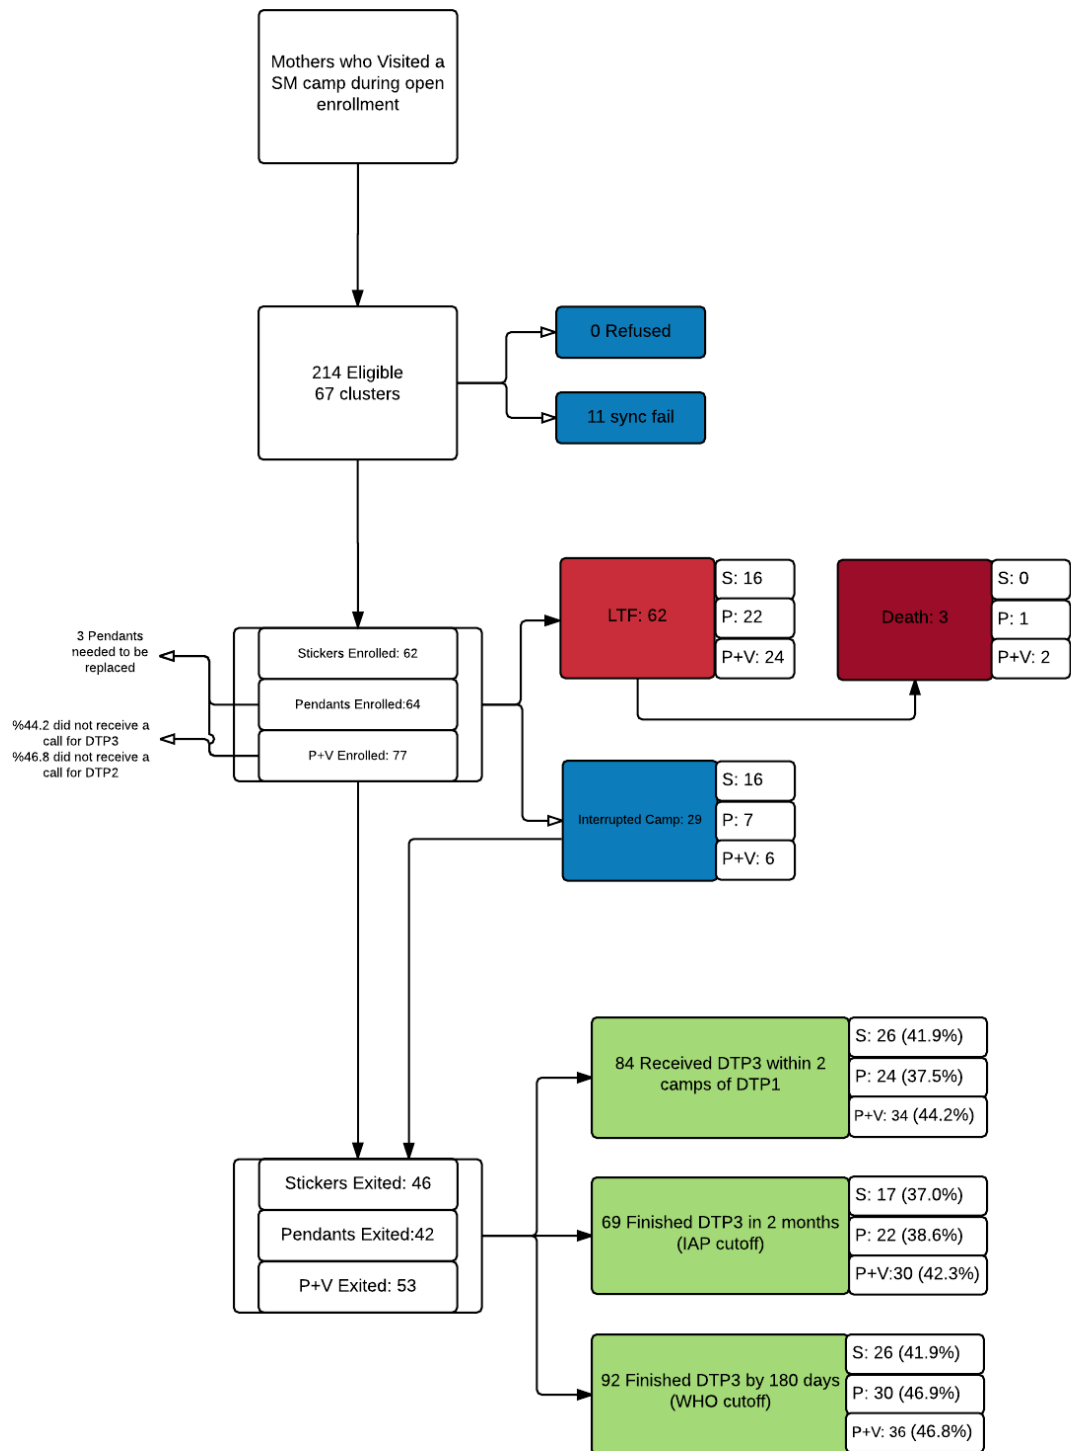 Mothers who Visited a
SM camp during open
enrollment
214 Eligible
67 clusters
0 Refused
11 sync fail
3 Pendants
needed to be
replaced
%44.2 did not receive a
call for DTP3
%46.8 did not receive a
call for DTP2
Stickers Enrolled: 62
Pendants Enrolled:64
P+V Enrolled: 77
LTF: 62
S: 16
P: 22
P+V: 24
Death: 3
S: 0
P: 1
P+V: 2
Interrupted Camp: 29
S: 16
P: 7
P+V: 6
Stickers Exited: 46
Pendants Exited:42
P+V Exited: 53
84 Received DTP3 within 2
camps of DTP1
S: 26 (41.9%)
P: 24 (37.5%)
P+V: 34 (44.2%)
69 Finished DTP3 in 2 months
(IAP cutoff)
S: 17 (37.0%)
P: 22 (38.6%)
P+V:30 (42.3%)
92 Finished DTP3 by 180 days
(WHO cutoff)
S: 26 (41.9%)
P: 30 (46.9%)
P+V: 36 (46.8%)